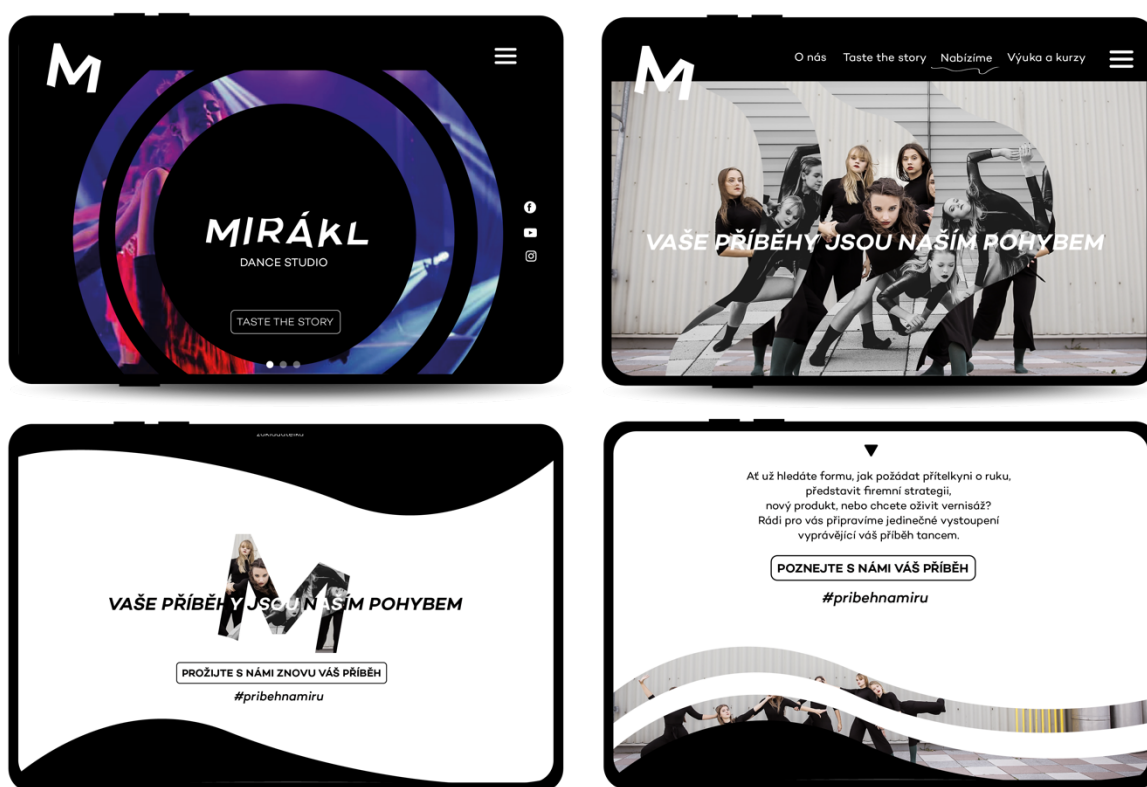 M
MIRÁKL
DANCE STUDIO
TASTE THE STORY
M
O nás Taste the story Nabízíme Výuka a kurzy
VAŠE PŘÍBĚHY JSOU NAŠÍM POHYBEM
M
VAŠE PŘÍBĚHY JSOU NAŠÍM POHYBEM
PROŽIJTE S NÁMI ZNOVU VÁŠ PŘÍBĚH
#pribehnamiru
Ať už hledáte formu, jak požádat přítelkyni o ruku,
představit firemní strategii,
nový produkt, nebo chcete oživit vernisáž?
Rádi pro vás připravíme jedinečné vystoupení
vyprávějící váš příběh tancem.
POZNEJTE S NÁMI VÁŠ PŘÍBĚH
#pribehnamiru